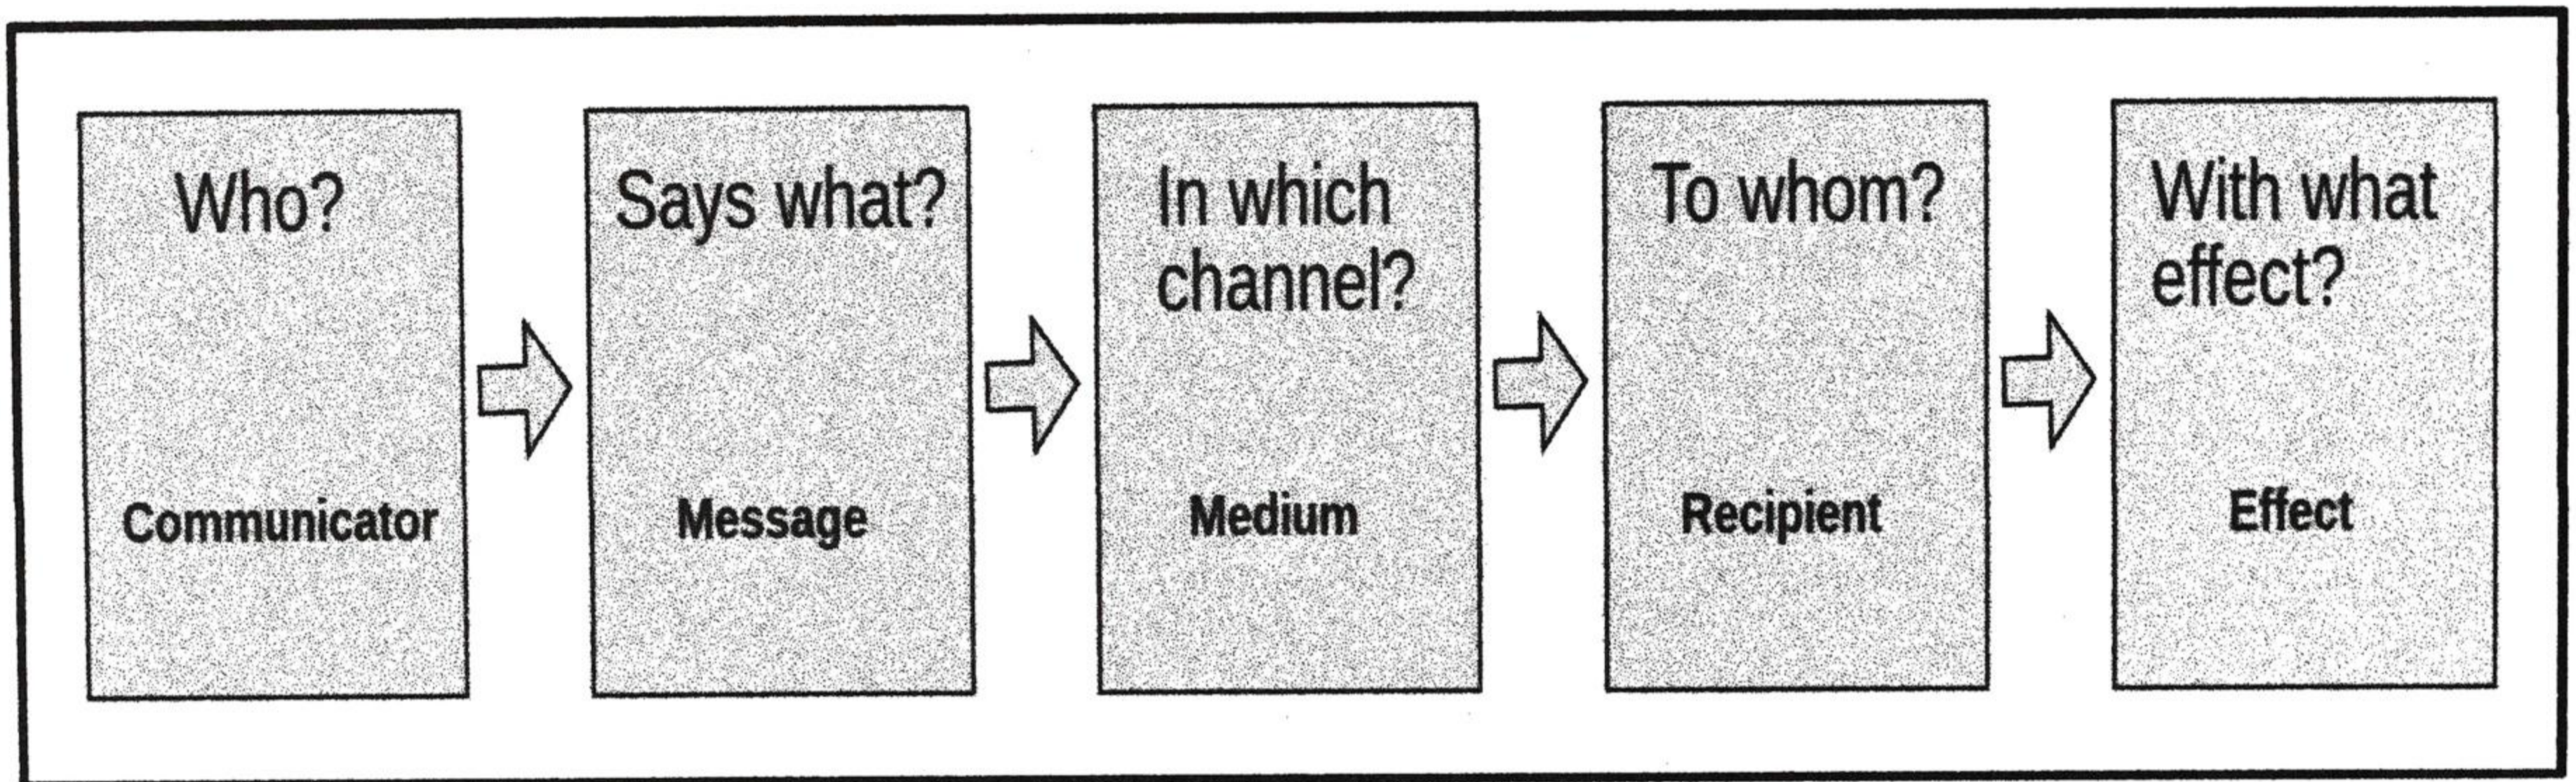 Who?
Communicator
Says what?
Message
In which
channel?
Medium
To whom?
Recipient
With what
effect?
Effect